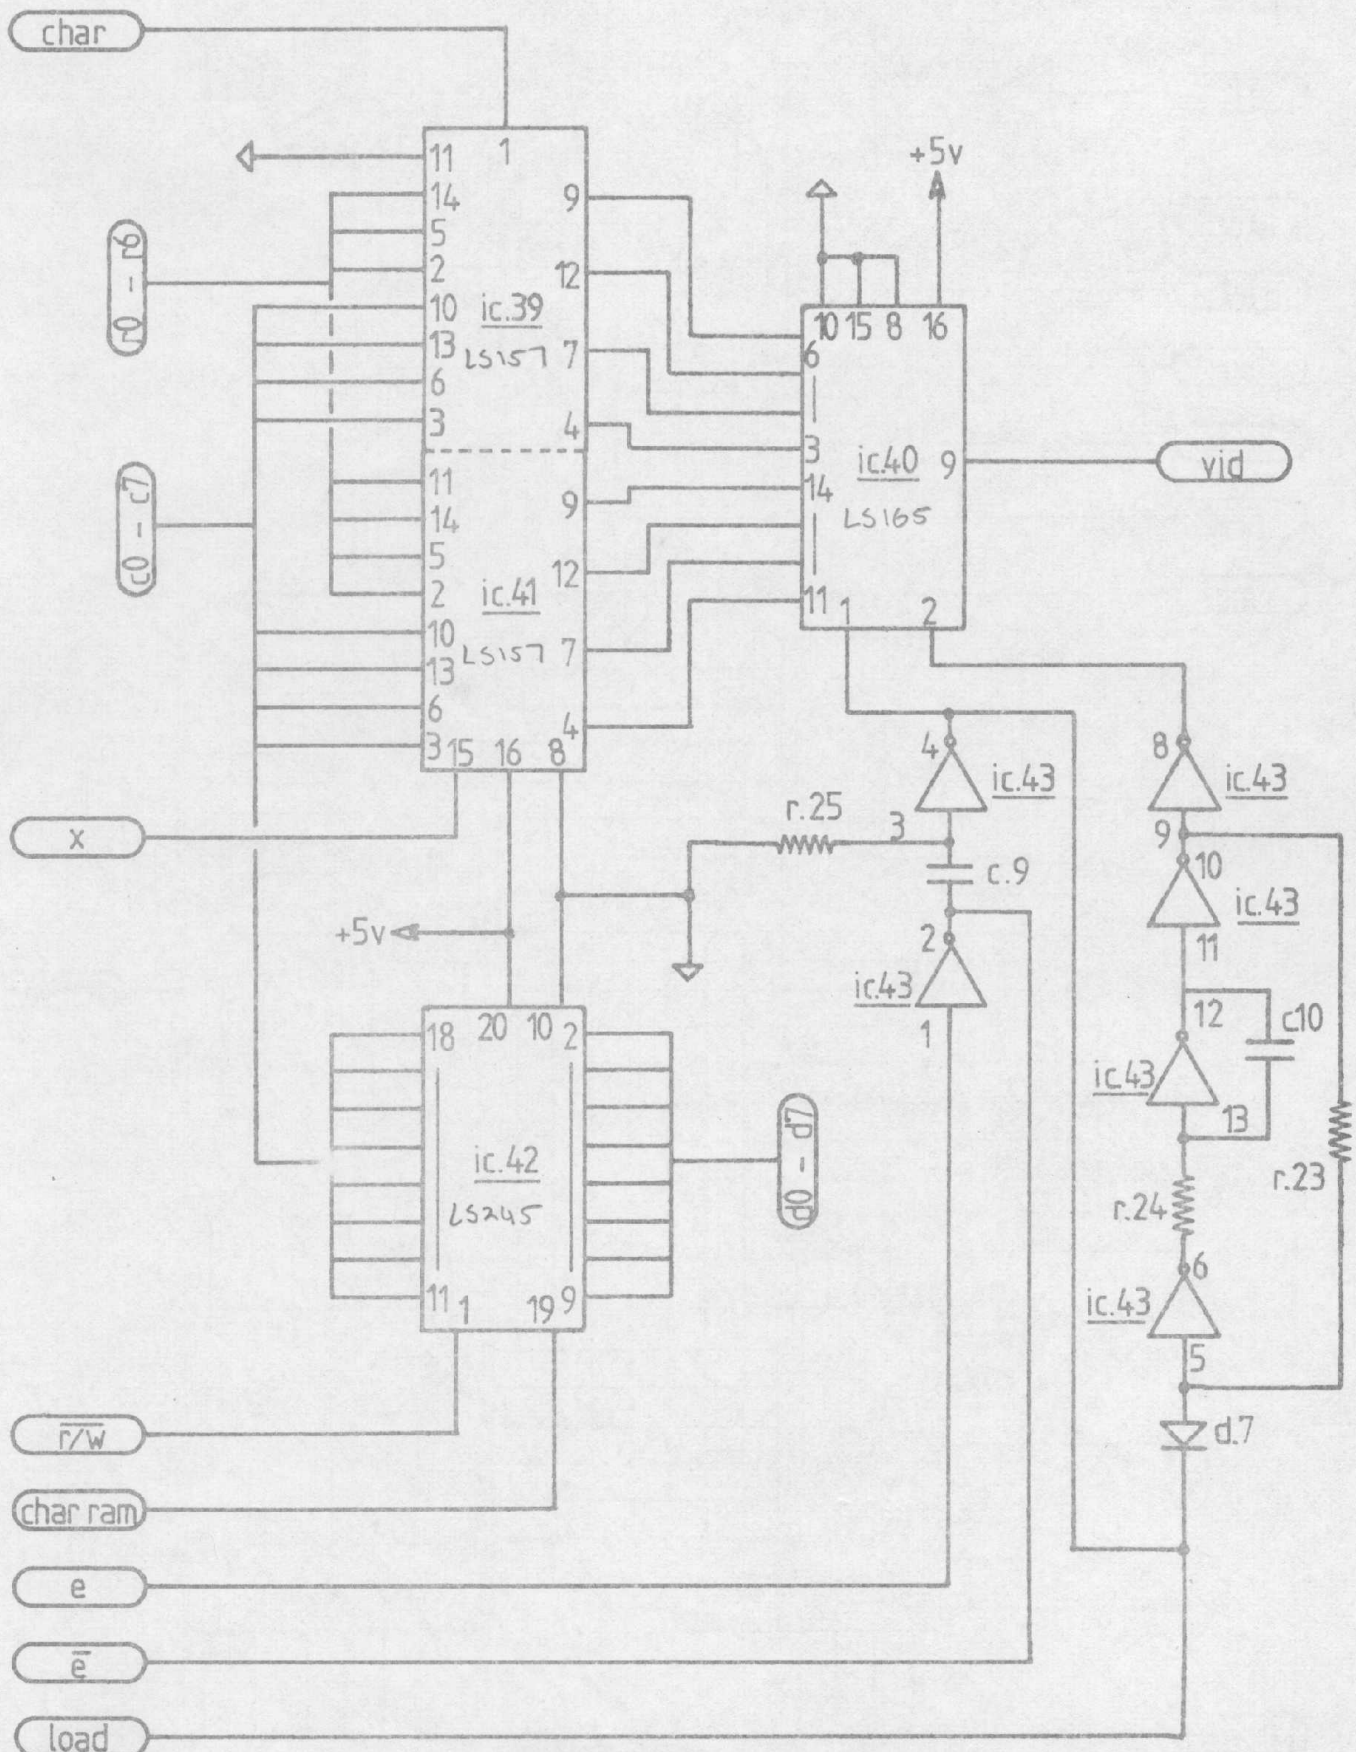 char
11
1
14
9
5
2
12
10
ic.39
13
LS157
7
6
3
4
r0 - r6
+5v
10 15 8 16
6
3
ic.40
9
vid
14
LS165
11
1
2
c0 - c7
11
9
14
5
12
2
ic.41
10
LS157
7
13
6
4
3 15 16 8
x
4
ic.43
8
ic.43
r.25
3
9
10
c.9
ic.43
+5v
2
11
ic.43
1
12
c10
18 20 10 2
ic.43
13
ic.42
LS245
d0 - d7
r.23
r.24
6
11 1 19 9
ic.43
5
r/w
d.7
char ram
e
e
load